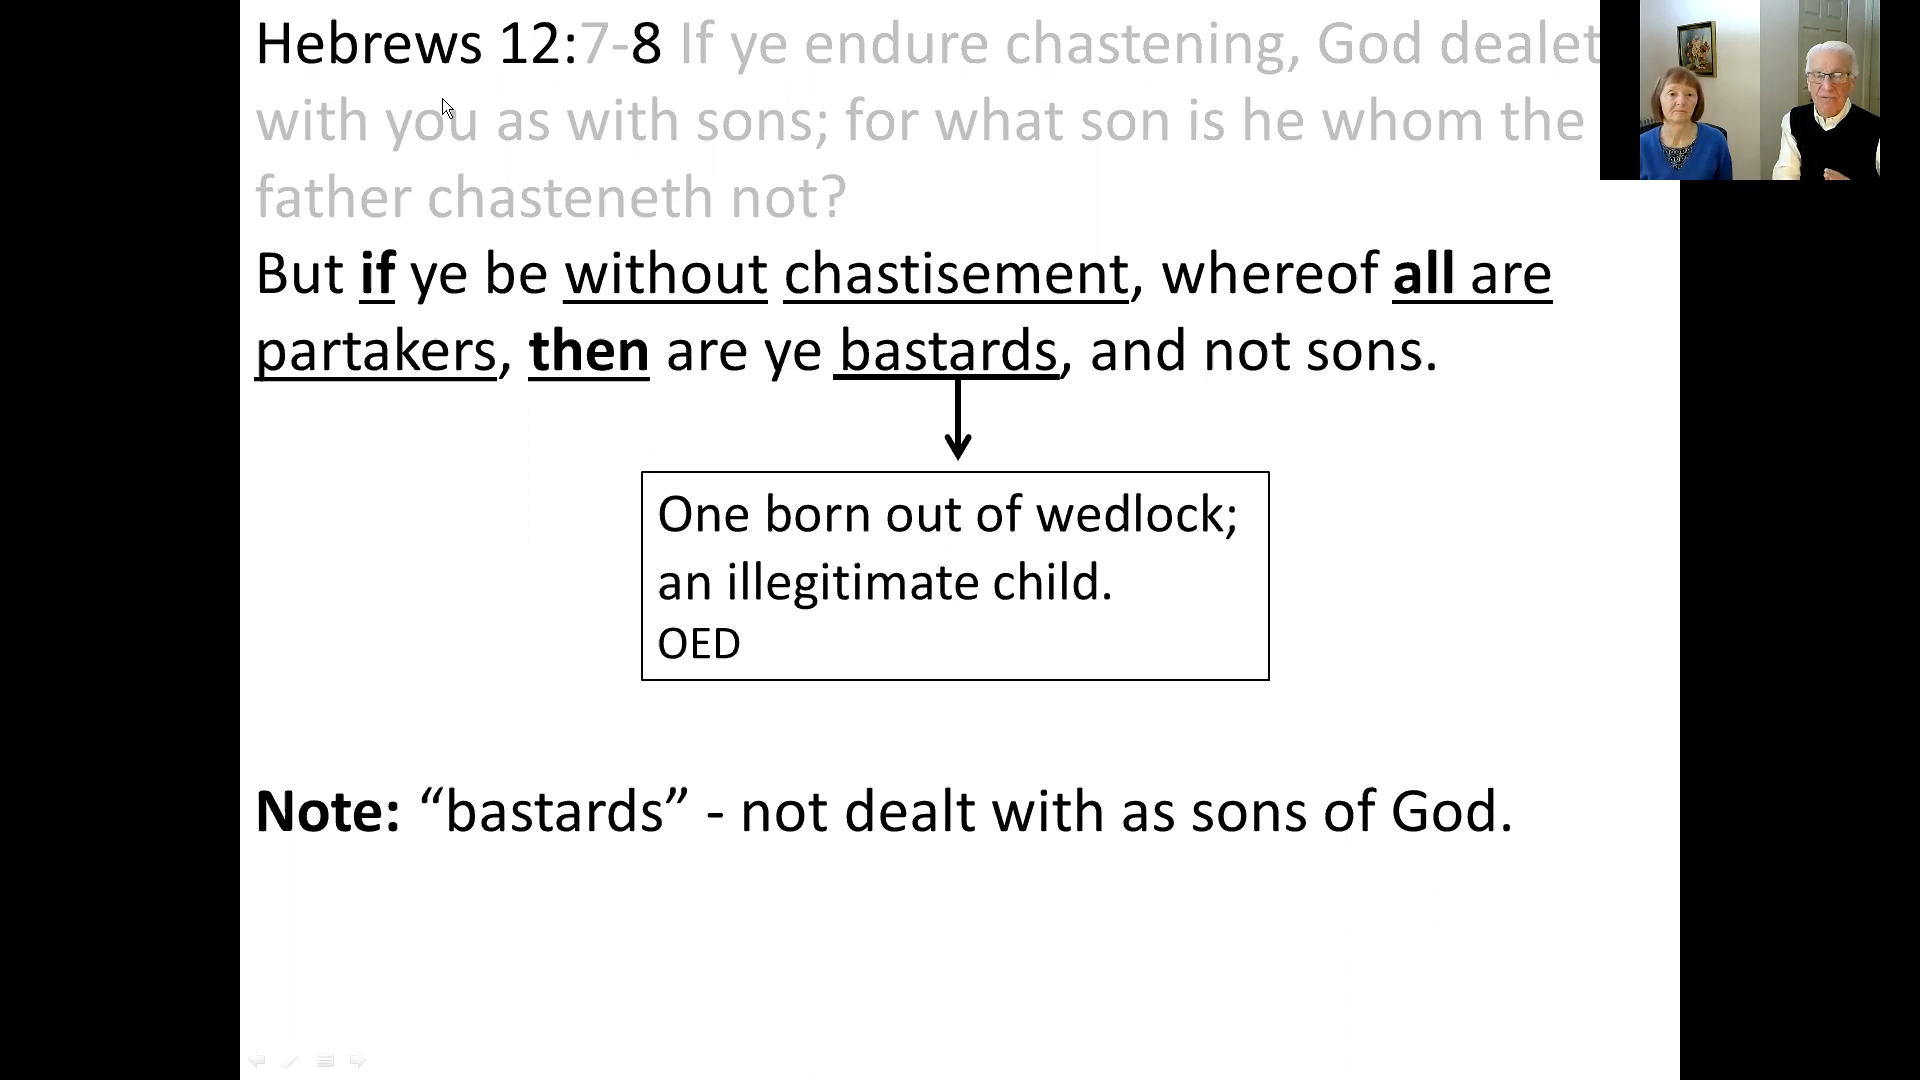 Hebrews 12:7-8 If ye endure chastening, God dealet
with you as with sons; for what son is he whom the
father chasteneth not?
But if ye be without chastisement, whereof all are
partakers, then are ye bastards, and not sons.
One born out of wedlock;
an illegitimate child.
OED
Note: “bastards” - not dealt with as sons of God.